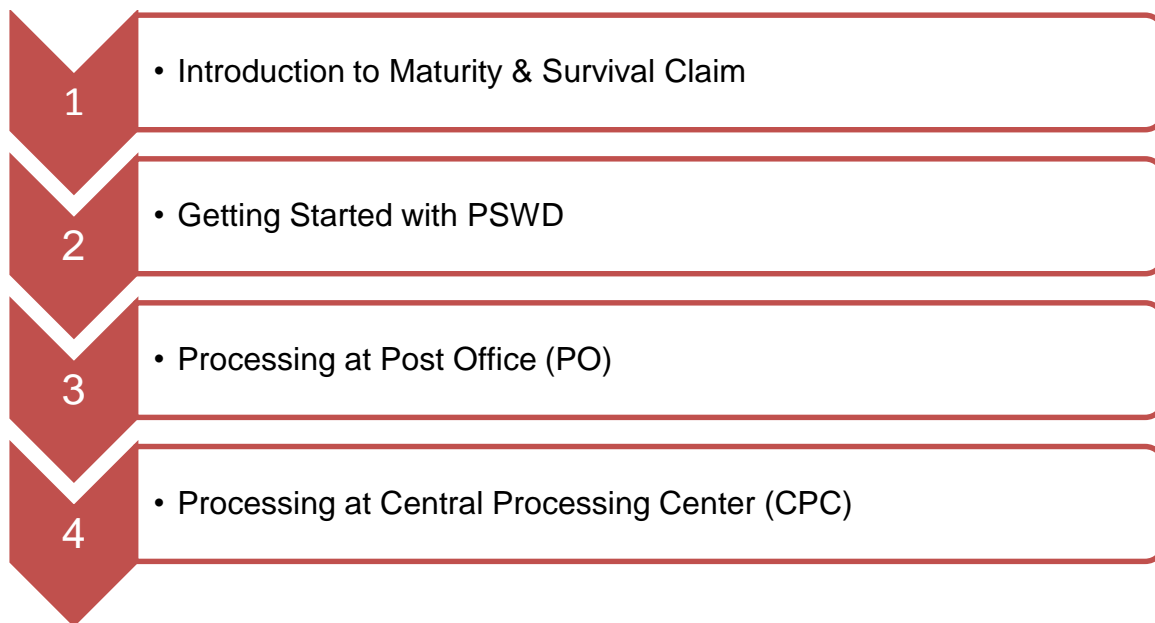 1
• Introduction to Maturity & Survival Claim
2
• Getting Started with PSWD
3
• Processing at Post Office (PO)
4
• Processing at Central Processing Center (CPC)